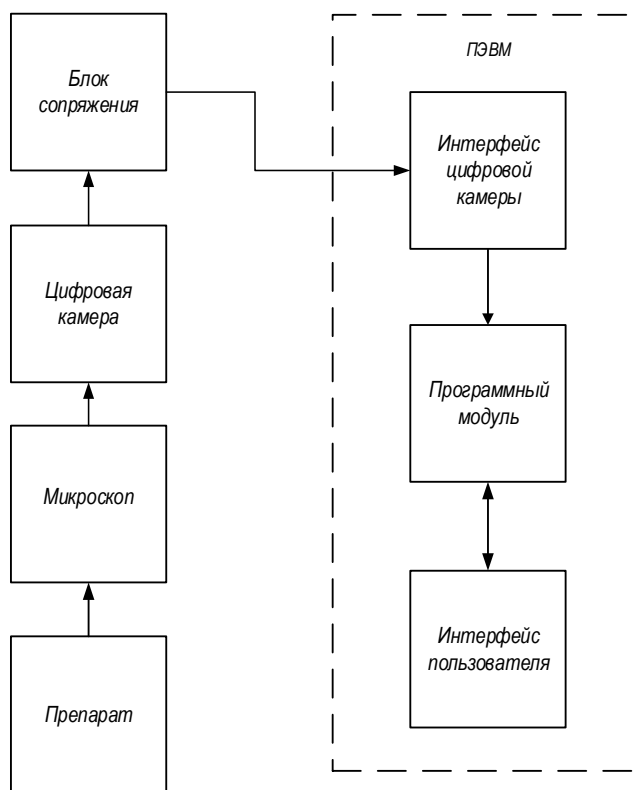 Блок
сопряжения
Цифровая
камера
Микроскоп
Препарат
ПЭВМ
Интерфейс
цифровой
камеры
Программный
модуль
Интерфейс
пользователя